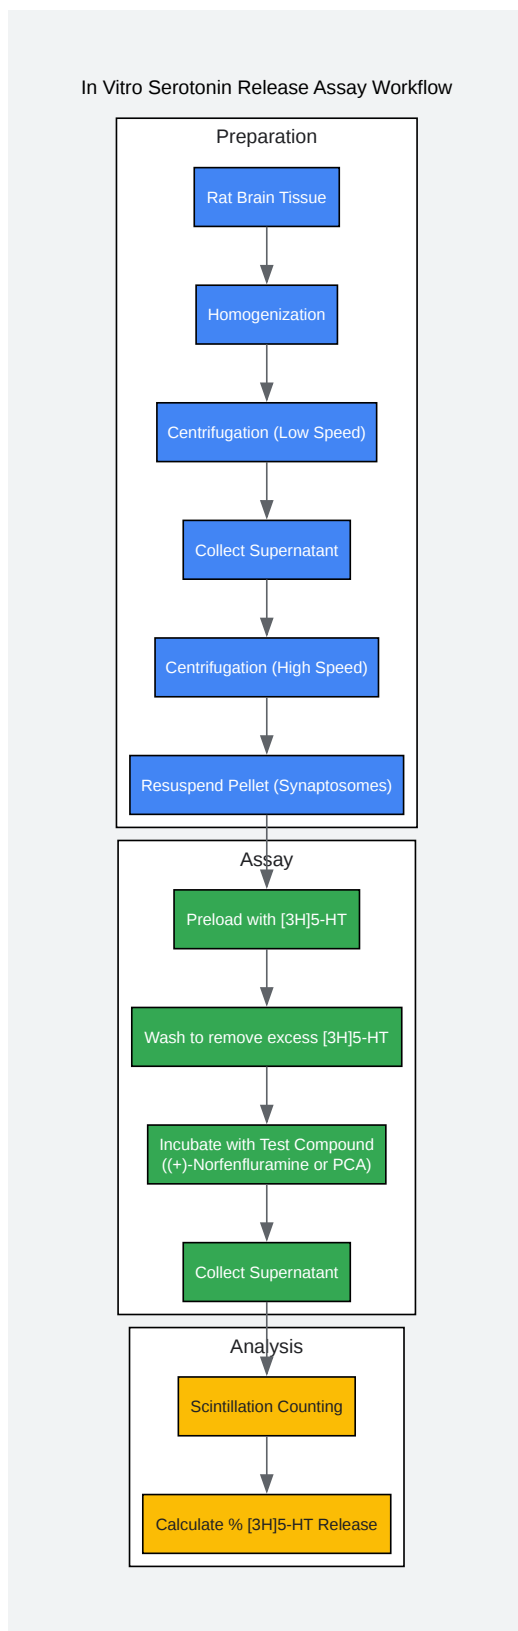 In Vitro Serotonin Release Assay Workflow
Preparation
Rat Brain Tissue
Homogenization
Centrifugation (Low Speed)
Collect Supernatant
Centrifugation (High Speed)
Resuspend Pellet (Synaptosomes)
Assay
Preload with [3H]5-HT
Wash to remove excess [3H]5-HT
Incubate with Test Compound
((+)-Norfenfluramine or PCA)
Collect Supernatant
Analysis
Scintillation Counting
Calculate % [3H]5-HT Release